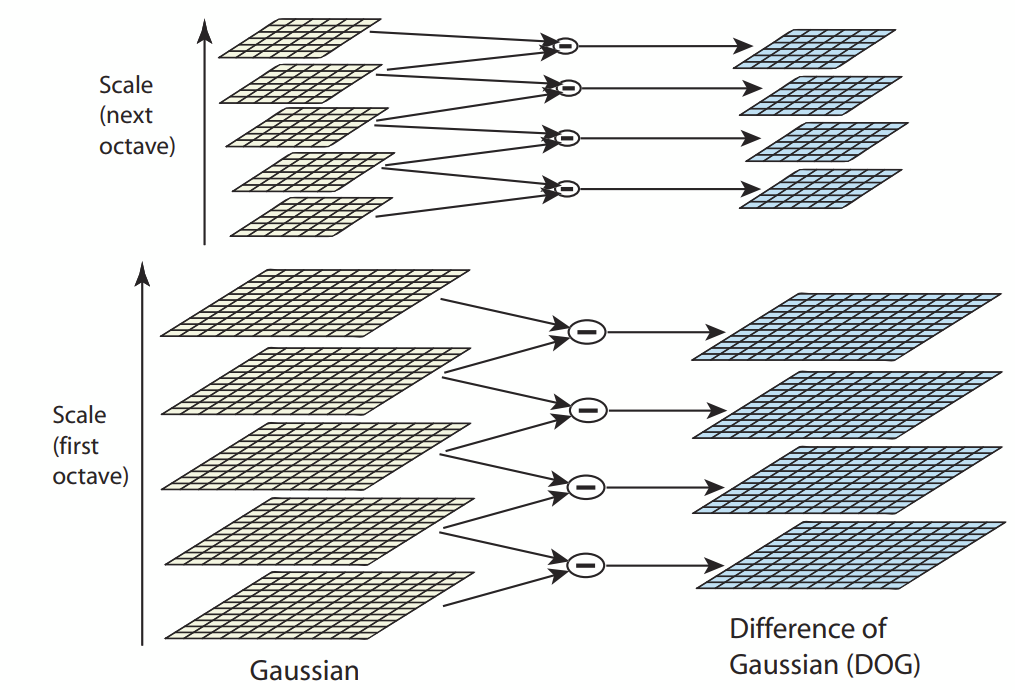 Scale
(next
octave)
Scale
(first
octave)
Gaussian
Difference of
Gaussian (DOG)